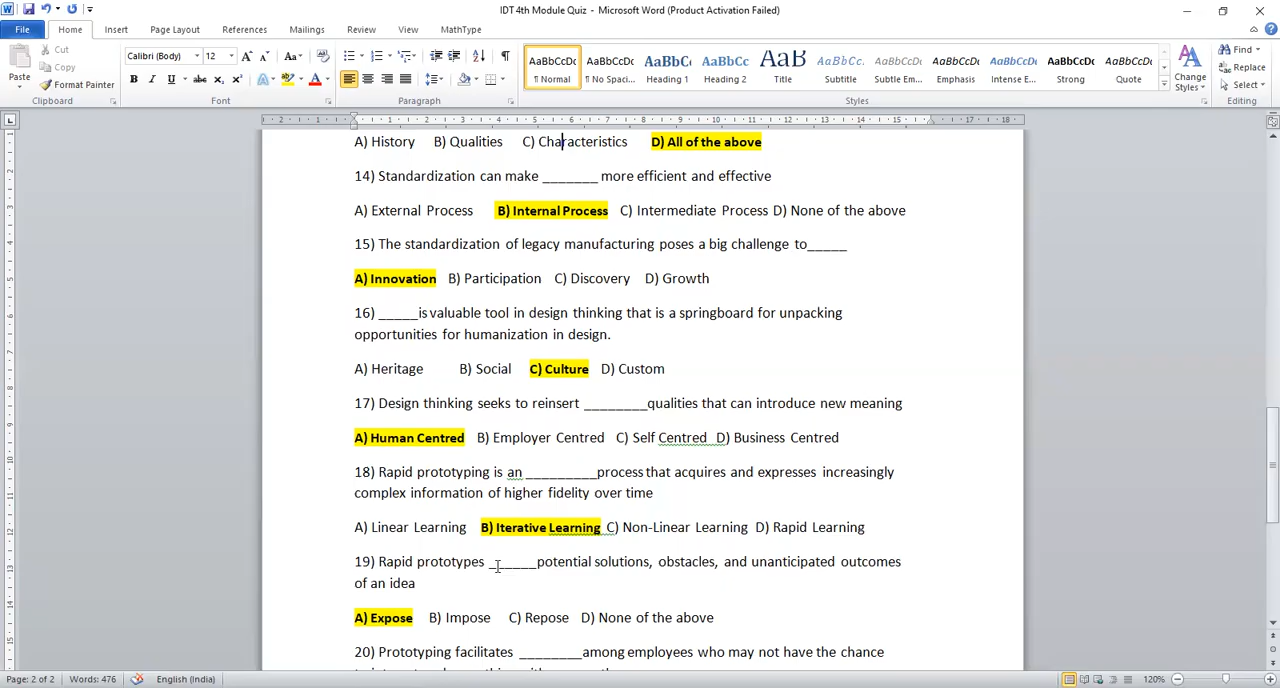 IDT 4th Module Quiz - Microsoft Word (Product Activation Failed)
File Home Insert Page Layout References Mailings Review View MathType
Paste Cut Copy Format Painter Clipboard
Calibri (Body) 12 Font
Paragraph
AaBbCcDc ¶ Normal AaBbCcDc ¶ No Spaci... AaBbC Heading 1 AaBbCc Heading 2 AaB Title AaBbCc. Subtitle AaBbCcDc Subtle Em... AaBbCcDc Emphasis AaBbCcDc Intense E... AaBbCcDc Strong AaBbCcDc Quote Styles
Change Styles
Find Replace Select Editing
A) History B) Qualities C) Characteristics D) All of the above
14) Standardization can make _______ more efficient and effective
A) External Process B) Internal Process C) Intermediate Process D) None of the above
15) The standardization of legacy manufacturing poses a big challenge to_____
A) Innovation B) Participation C) Discovery D) Growth
16) _____is valuable tool in design thinking that is a springboard for unpacking
opportunities for humanization in design.
A) Heritage B) Social C) Culture D) Custom
17) Design thinking seeks to reinsert ________qualities that can introduce new meaning
A) Human Centred B) Employer Centred C) Self Centred D) Business Centred
18) Rapid prototyping is an _________process that acquires and expresses increasingly
complex information of higher fidelity over time
A) Linear Learning B) Iterative Learning C) Non-Linear Learning D) Rapid Learning
19) Rapid prototypes ______potential solutions, obstacles, and unanticipated outcomes
of an idea
A) Expose B) Impose C) Repose D) None of the above
20) Prototyping facilitates ________among employees who may not have the chance
Page: 2 of 2 Words: 476 English (India) 120%